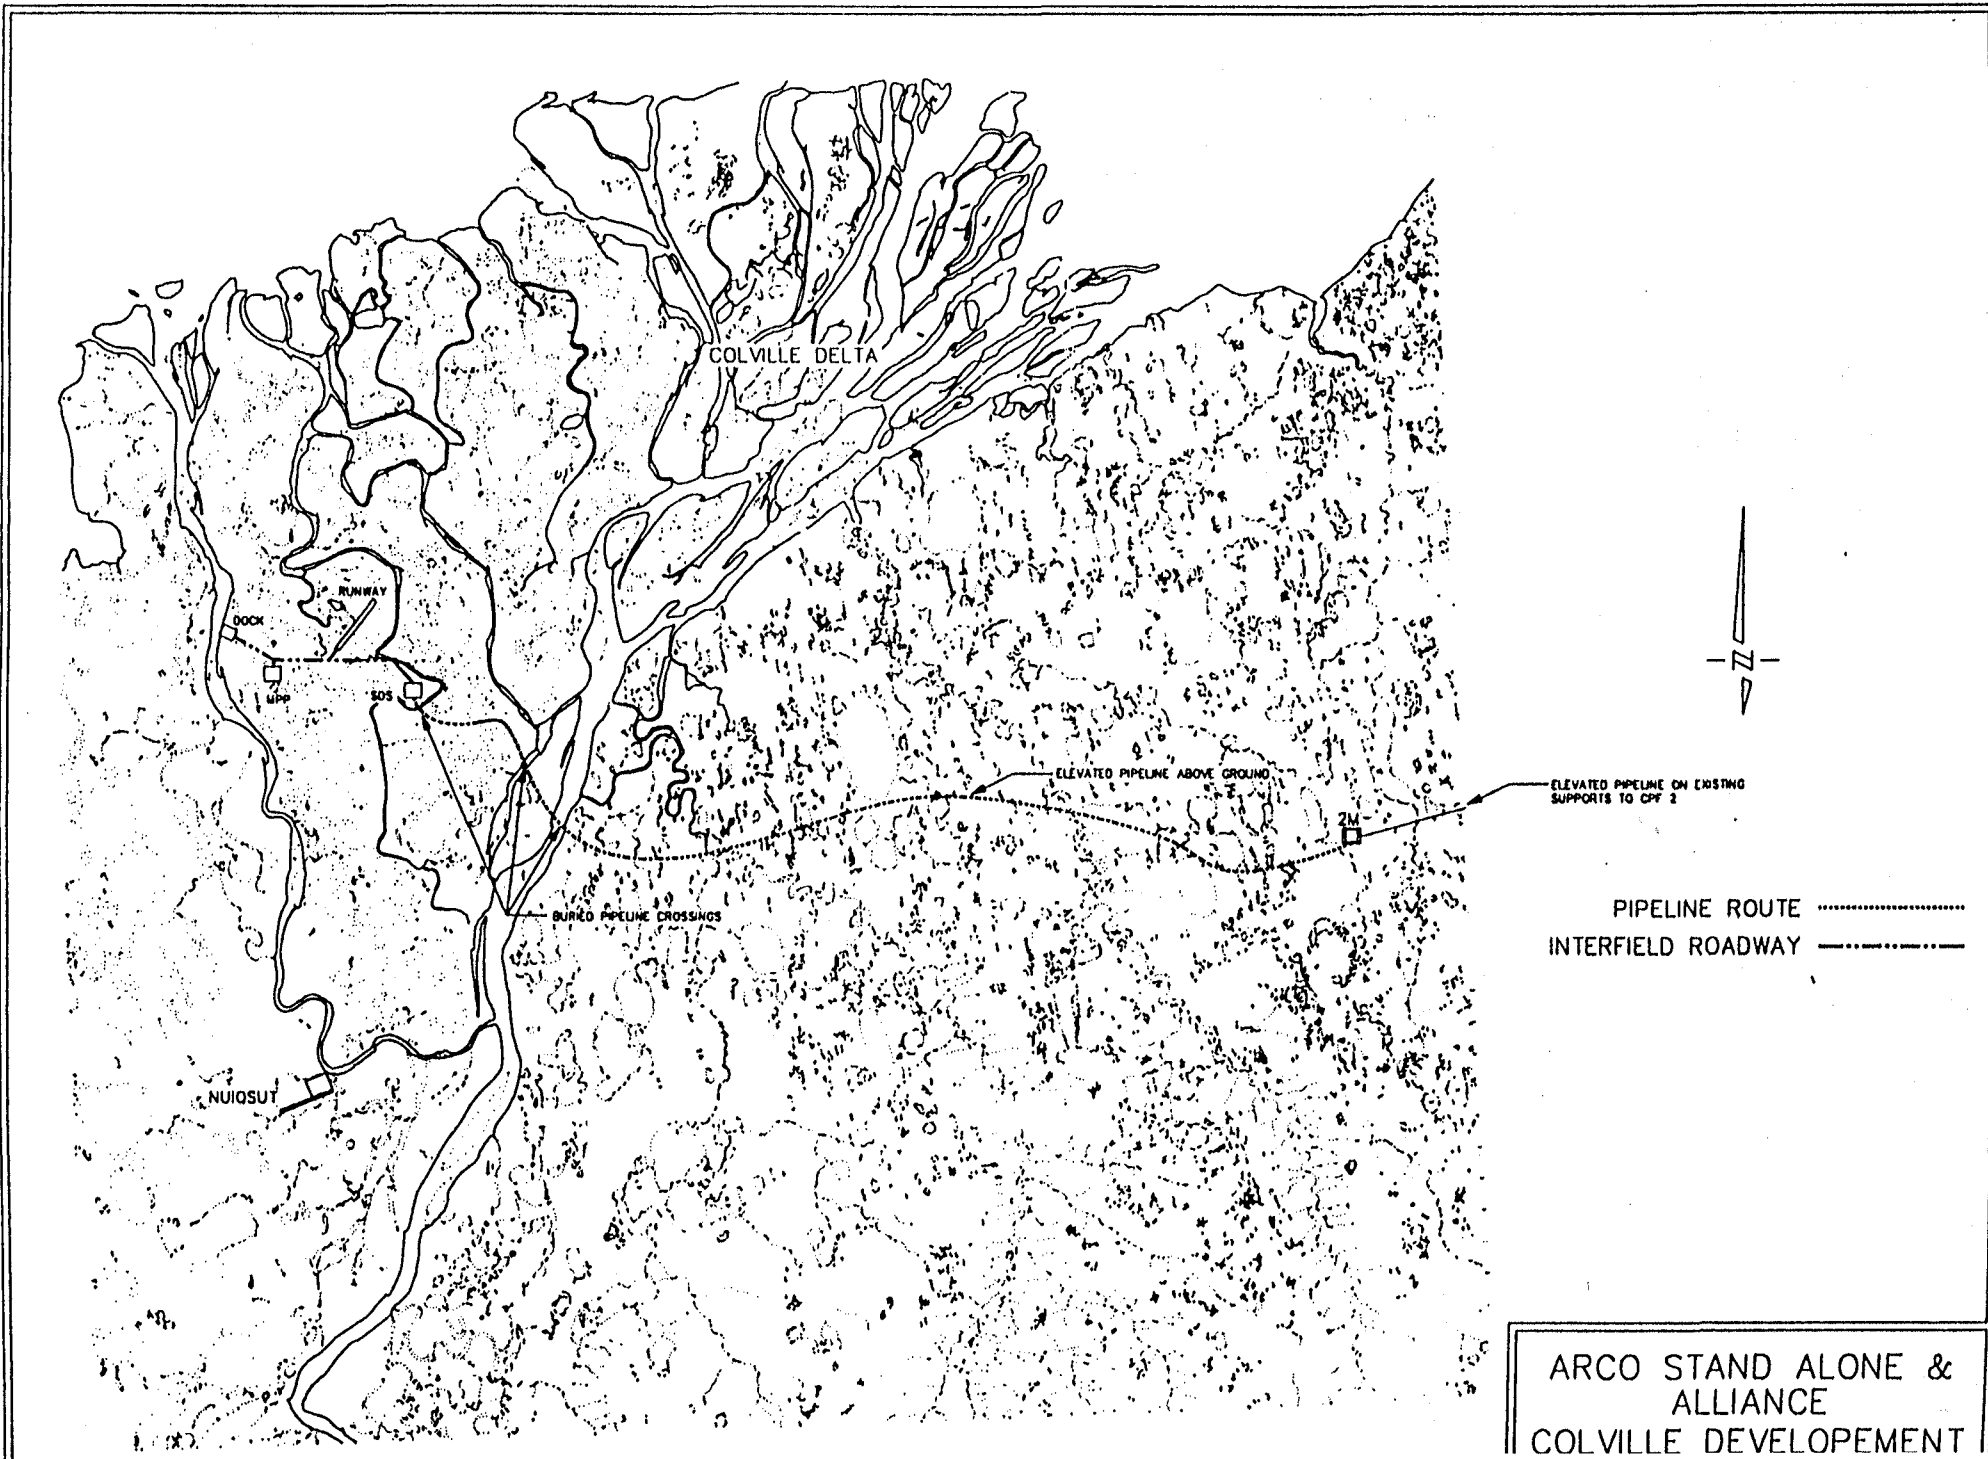 COLVILLE DELTA
RUNWAY
DOCK
MPP
SDS
ELEVATED PIPELINE ABOVE GROUND
ELEVATED PIPELINE ON EXISTING
SUPPORTS TO CPF 2
2M
N
PIPELINE ROUTE
BURIED PIPELINE CROSSINGS
INTERFIELD ROADWAY
NUIQSUT
ARCO STAND ALONE &
ALLIANCE
COLVILLE DEVELOPEMENT